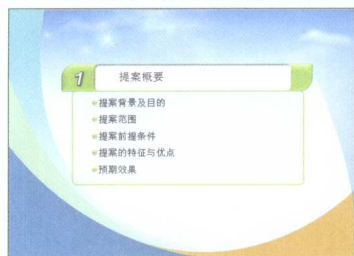 1 提案概要
提案背景及目的
提案范围
提案前提条件
提案的特征与优点
预期效果